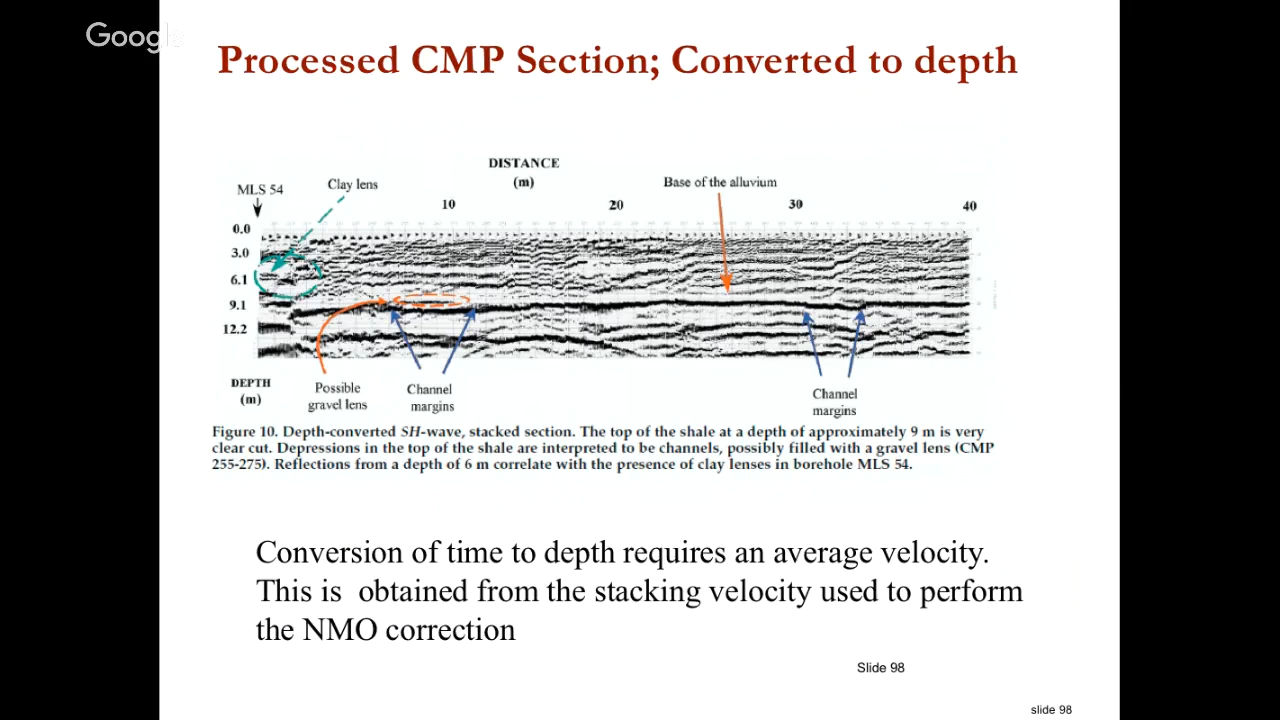 Google
Processed CMP Section; Converted to depth
DISTANCE
(m)
MLS 54
Clay lens
Base of the alluvium
10
20
30
40
0.0
3.0
6.1
9.1
12.2
DEPTH
(m)
Possible
gravel lens
Channel
margins
Channel
margins
Figure 10. Depth-converted SH-wave, stacked section. The top of the shale at a depth of approximately 9 m is very
clear cut. Depressions in the top of the shale are interpreted to be channels, possibly filled with a gravel lens (CMP
255-275). Reflections from a depth of 6 m correlate with the presence of clay lenses in borehole MLS 54.
Conversion of time to depth requires an average velocity.
This is  obtained from the stacking velocity used to perform
the NMO correction
Slide 98
slide 98